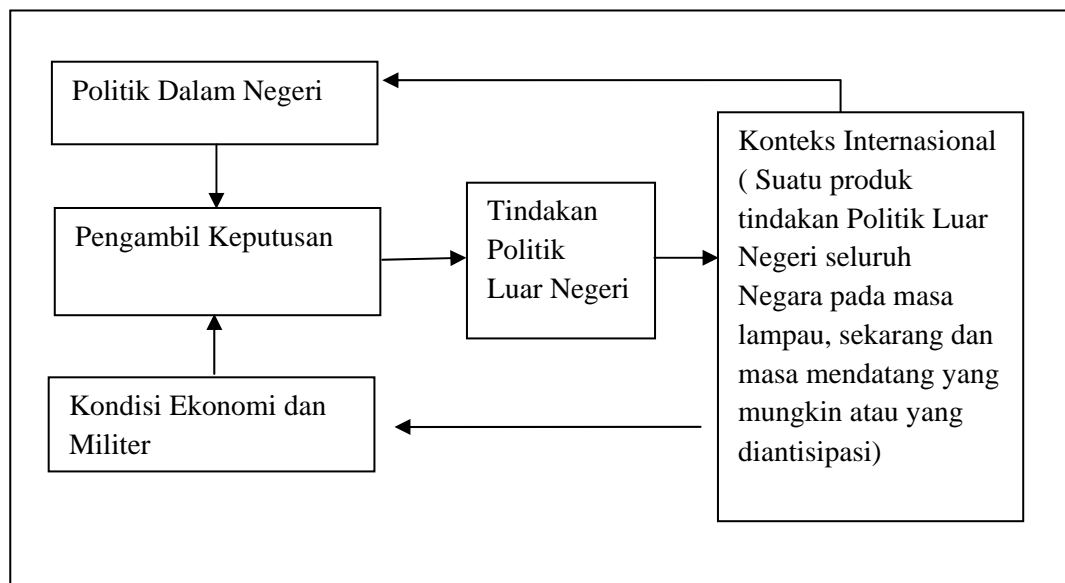 Politik Dalam Negeri
Pengambil Keputusan
Kondisi Ekonomi dan
Militer
Tindakan
Politik
Luar Negeri
Konteks Internasional
( Suatu produk
tindakan Politik Luar
Negeri seluruh
Negara pada masa
lampau, sekarang dan
masa mendatang yang
mungkin atau yang
diantisipasi)